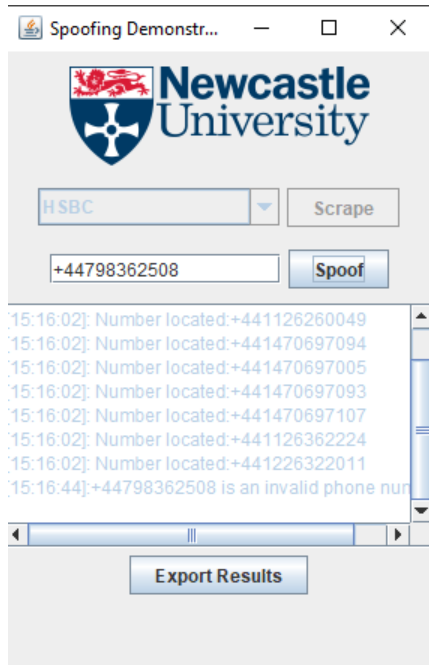 Spoofing Demonstr...
Newcastle
University
HSBC
Scrape
+44798362508
Spoof
[15:16:02]: Number located:+441126260049
[15:16:02]: Number located:+441470697094
[15:16:02]: Number located:+441470697005
[15:16:02]: Number located:+441470697093
[15:16:02]: Number located:+441470697107
[15:16:02]: Number located:+441126362224
[15:16:02]: Number located:+441226322011
[15:16:44]:+44798362508 is an invalid phone nun
Export Results